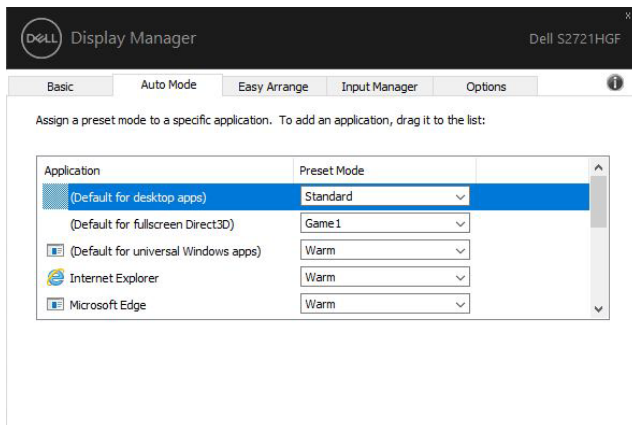 x
DELL Display Manager Dell S2721HGF
Basic Auto Mode Easy Arrange Input Manager Options i
Assign a preset mode to a specific application. To add an application, drag it to the list:
Application Preset Mode
(Default for desktop apps) Standard
(Default for fullscreen Direct3D) Game1
(Default for universal Windows apps) Warm
Internet Explorer Warm
Microsoft Edge Warm